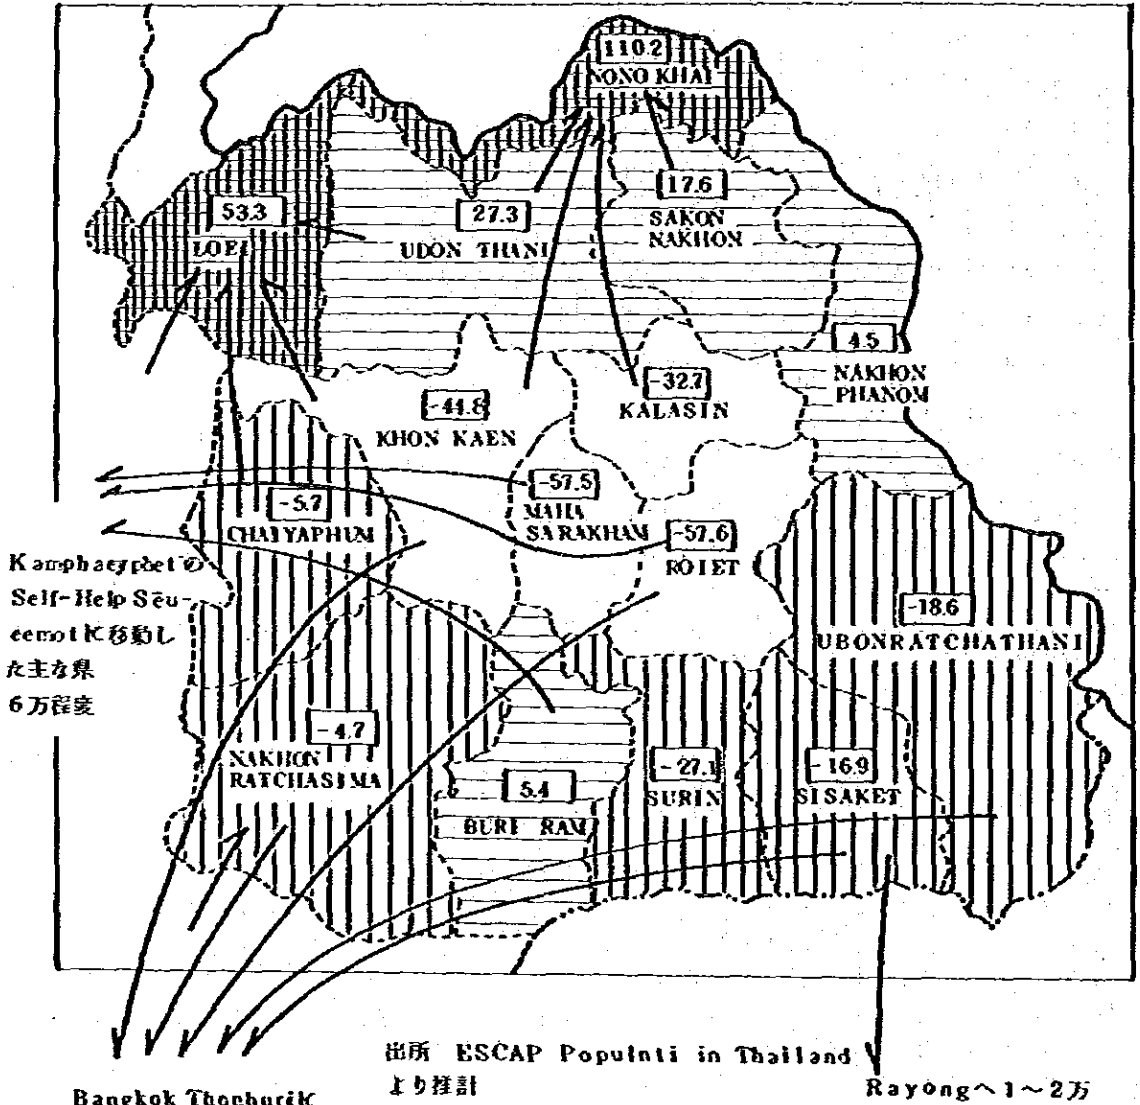 110.2
NONO KHAI
53.3
LOEI
27.3
UDON THANI
17.6
SAKON
NAKHON
4.5
NAKHON
PHANOM
-44.8
KHON KAEN
-32.7
KALASIN
-5.7
CHAIYAPHUM
-57.5
MAHA
SARAKHAM
-57.6
ROIET
Kamphaeyphetの
Self-Help Seu-
eemotに移動し
た主な県
6万程度
-18.6
UBONRATCHATHANI
-4.7
NAKHON
RATCHASIMA
5.4
BURI RAM
-27.1
SURIN
-16.9
SISAKET
出所 ESCAP Populnti in Thailand
より推計
Bangkok Thonburiに
Rayongへ1～2万